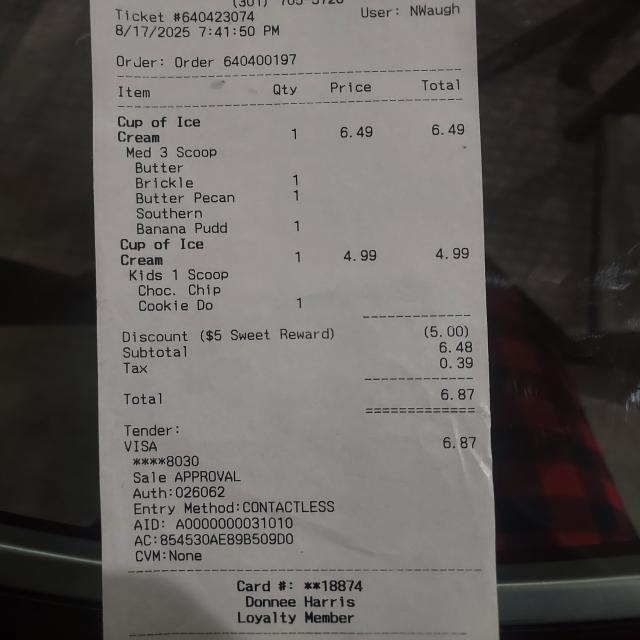 (301) 705-5728
Ticket #640423074 User: NWaugh
8/17/2025 7:41:50 PM
OrJer: Order 640400197
Item Qty Price Total
Cup of Ice
Cream 1 6.49 6.49
Med 3 Scoop
Butter
Brickle 1
Butter Pecan 1
Southern
Banana Pudd 1
Cup of Ice
Cream 1 4.99 4.99
Kids 1 Scoop
Choc. Chip
Cookie Do 1
Discount ($5 Sweet Reward) (5.00)
Subtotal 6.48
Tax 0.39
Total 6.87
Tender:
VISA 6.87
****8030
Sale APPROVAL
Auth:026062
Entry Method:CONTACTLESS
AID: A0000000031010
AC:854530AE89B509D0
CVM:None
Card #: **18874
Donnee Harris
Loyalty Member